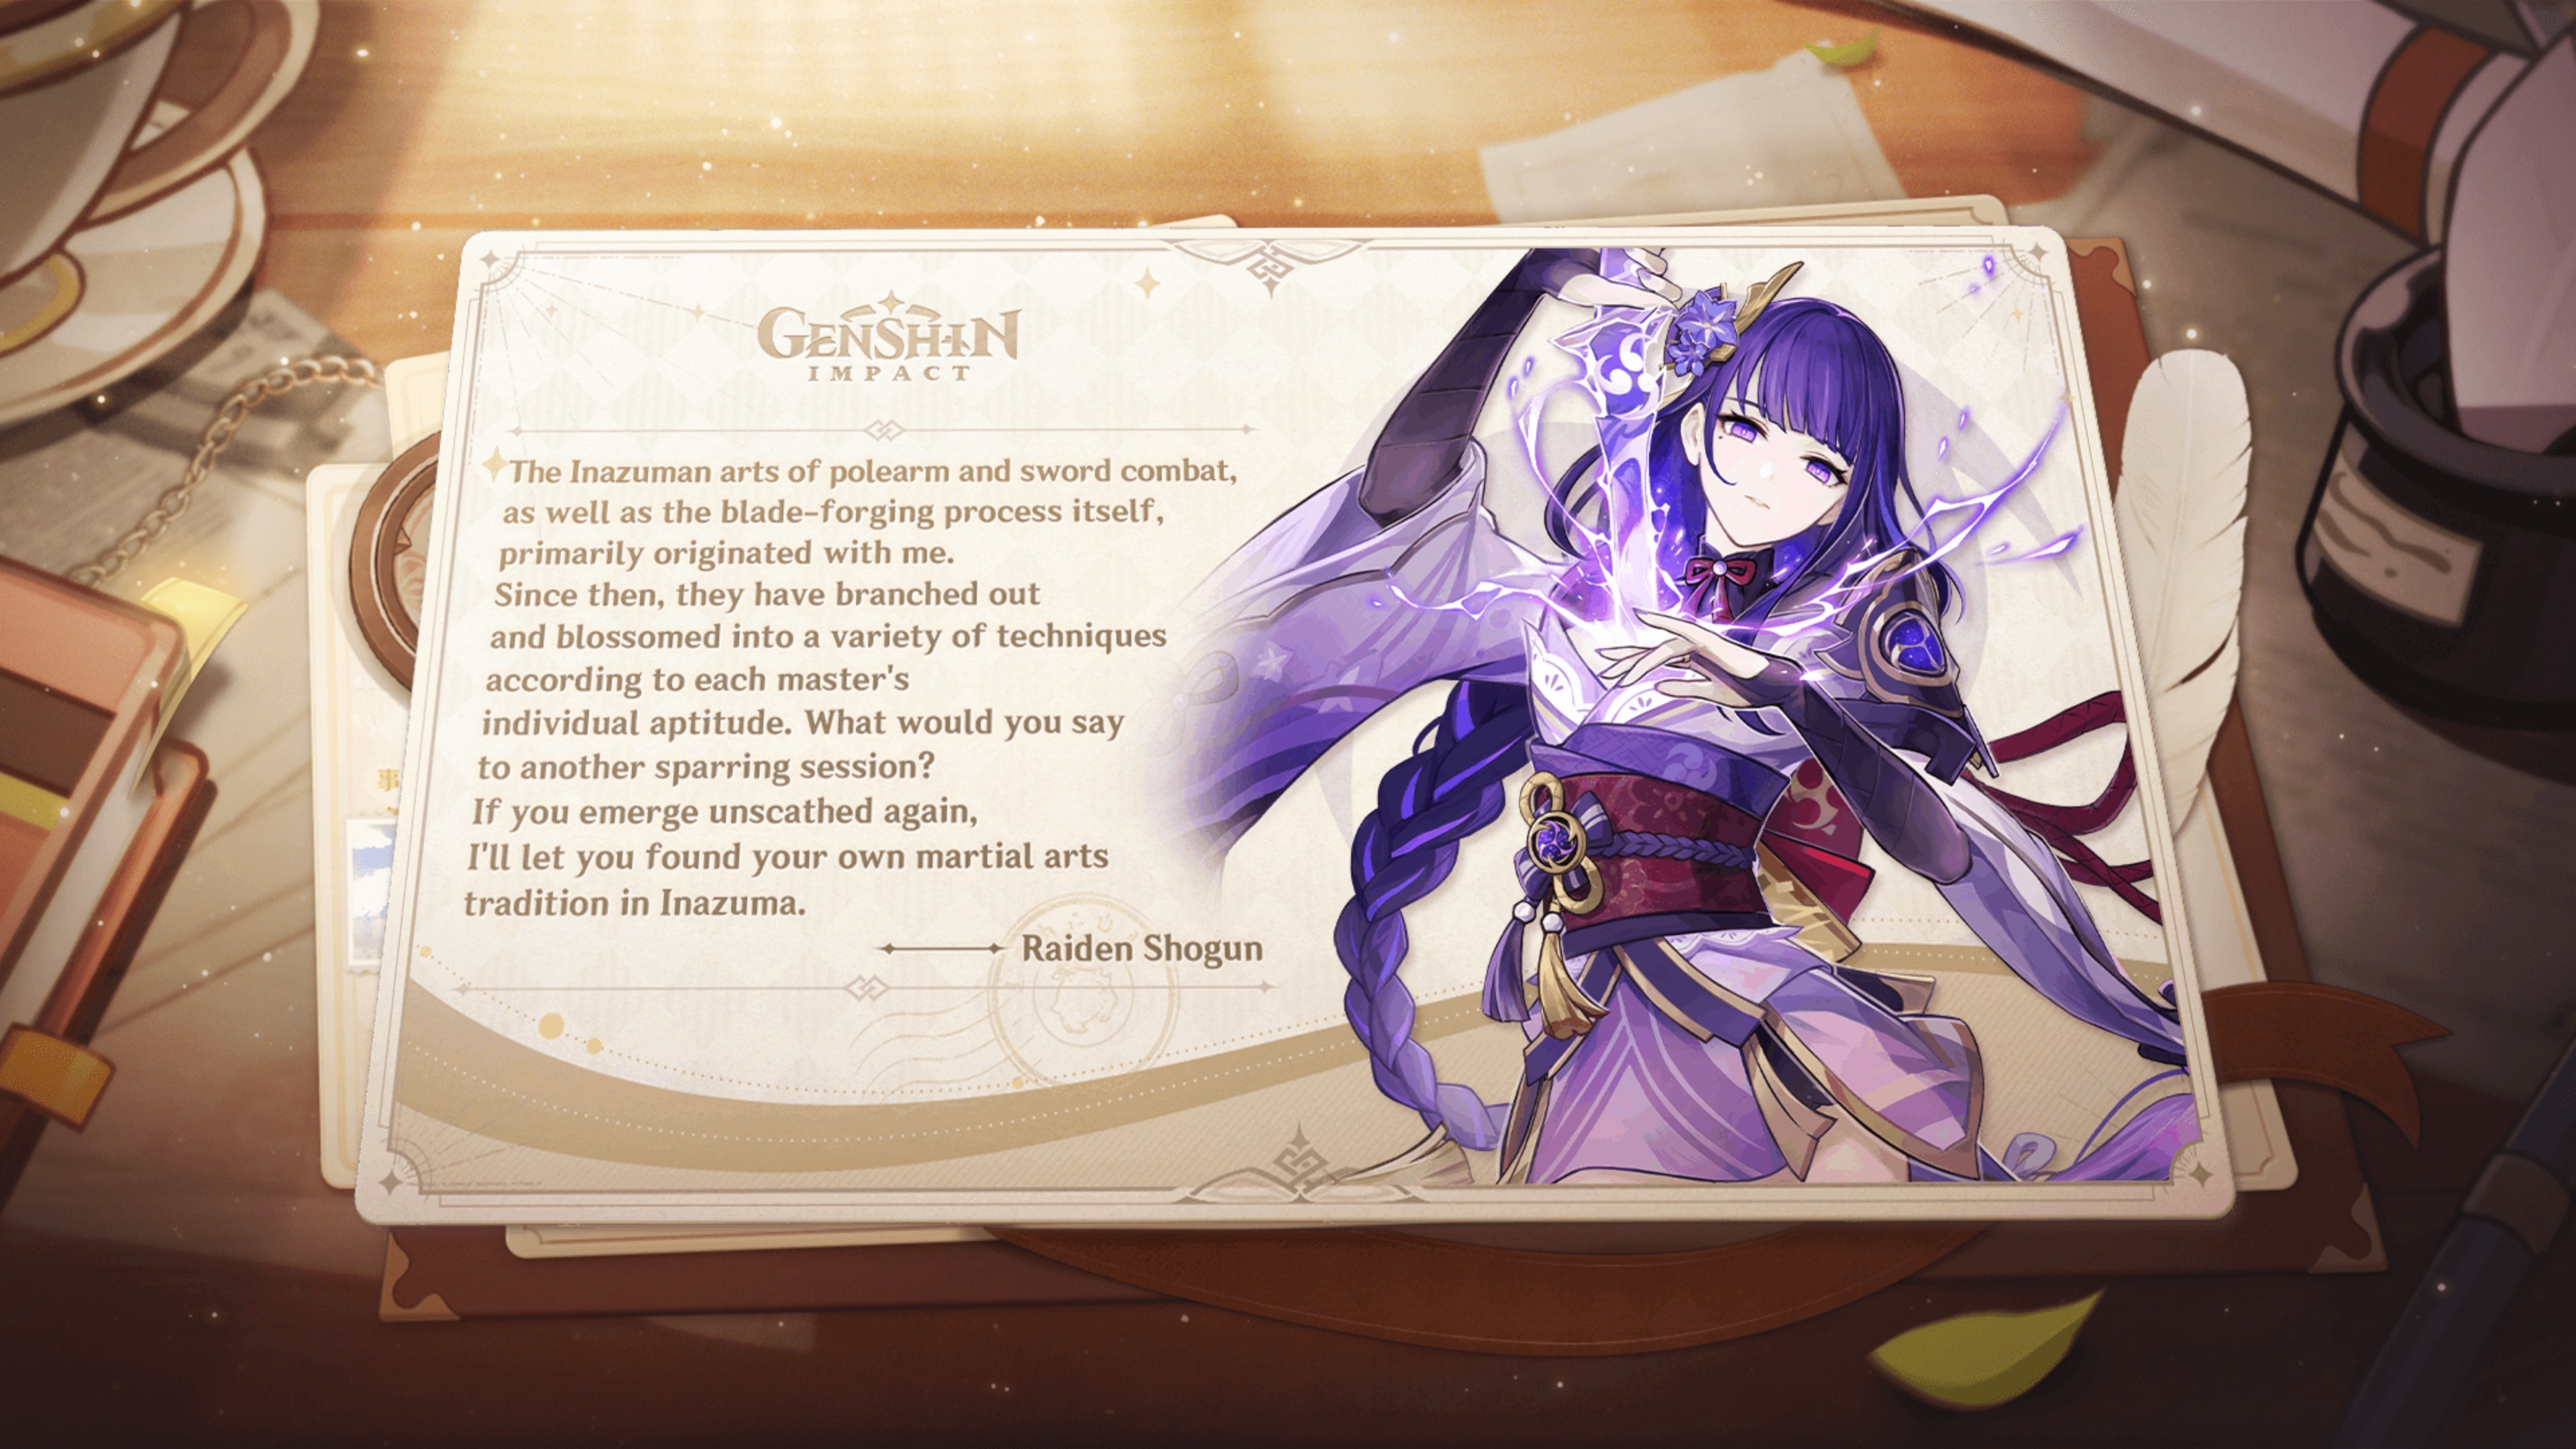 GENSHIN
IMPACT
The Inazuman arts of polearm and sword combat,
as well as the blade-forging process itself,
primarily originated with me.
Since then, they have branched out
and blossomed into a variety of techniques
according to each master's
individual aptitude. What would you say
to another sparring session?
If you emerge unscathed again,
I'll let you found your own martial arts
tradition in Inazuma.
Raiden Shogun